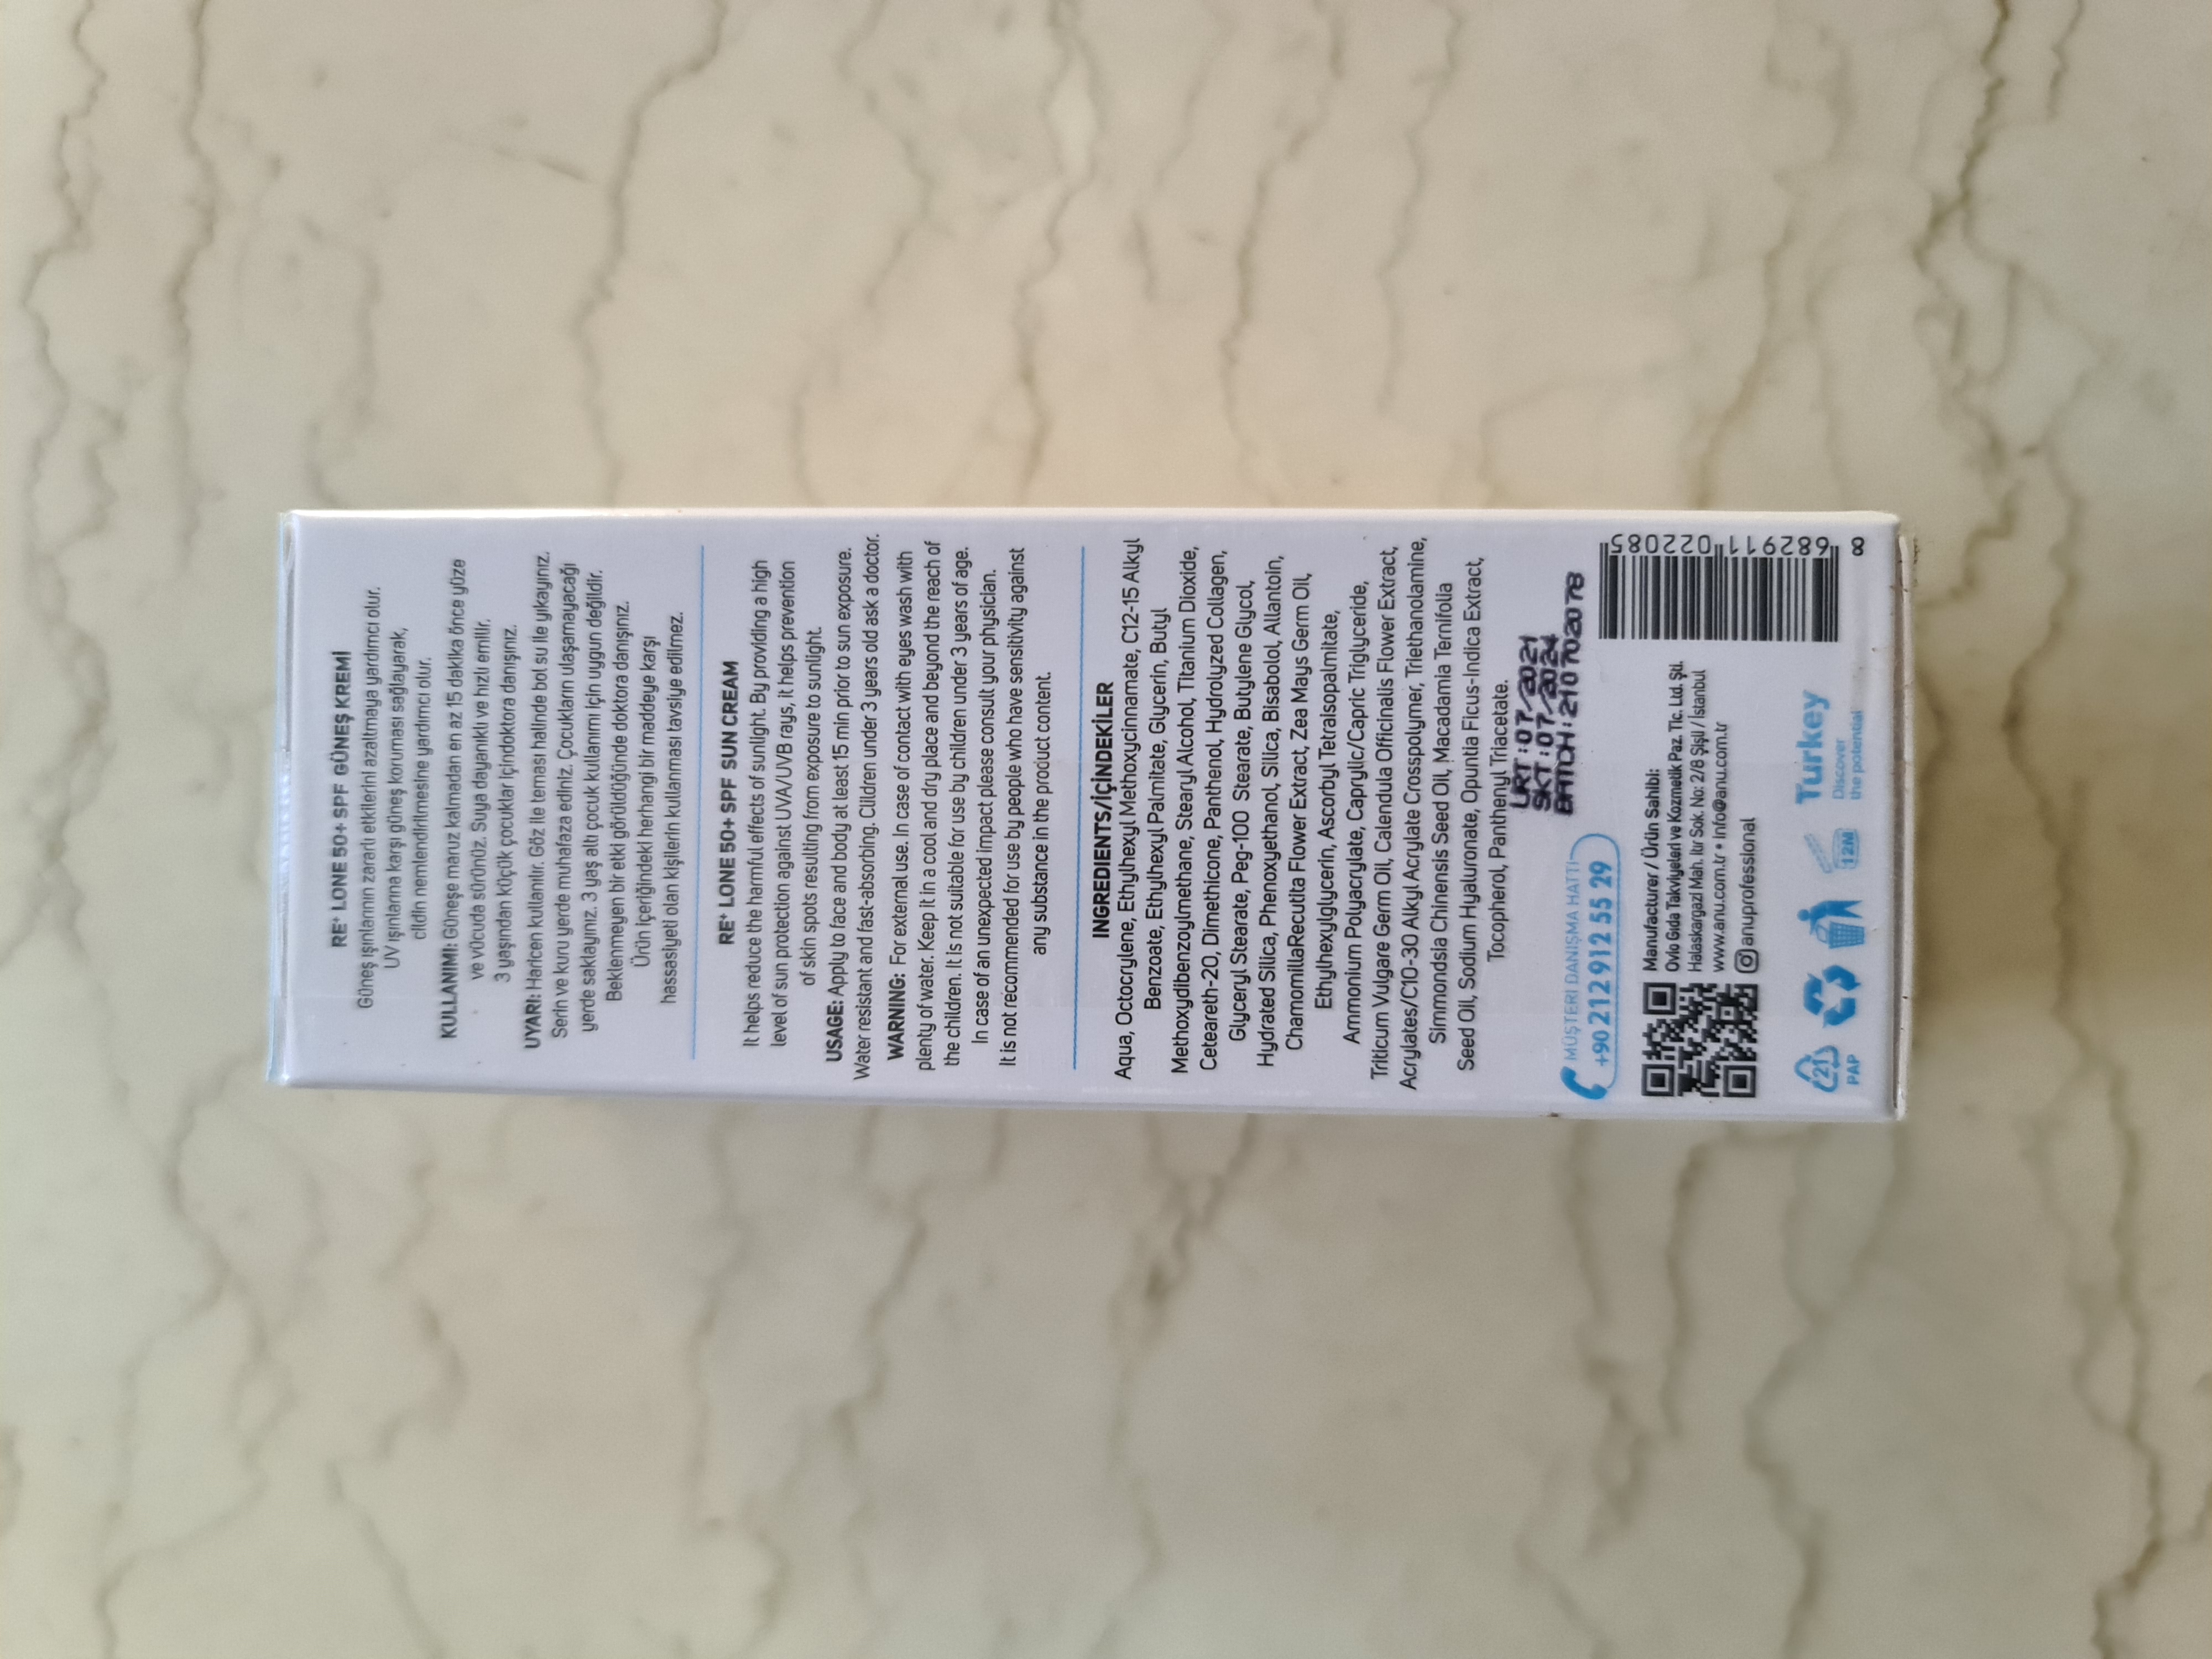 RE⁺ LONE 50+ SPF GÜNEŞ KREMİ
Güneş ışınlarının zararlı etkilerini azaltmaya yardımcı olur.
UV ışınlarına karşı güneş koruması sağlayarak,
cildin nemlendirilmesine yardımcı olur.
KULLANIMI: Güneşe maruz kalmadan en az 15 dakika önce yüze
ve vücuda sürünüz. Suya dayanıklı ve hızlı emilir.
3 yaşından küçük çocuklar içindoktora danışınız.
UYARI: Haricen kullanılır. Göz ile teması halinde bol su ile yıkayınız.
Serin ve kuru yerde muhafaza ediniz. Çocukların ulaşamayacağı
yerde saklayınız. 3 yaş altı çocuk kullanımı için uygun değildir.
Beklenmeyen bir etki görüldüğünde doktora danışınız.
Ürün içeriğindeki herhangi bir maddeye karşı
hassasiyeti olan kişilerin kullanması tavsiye edilmez.
RE⁺ LONE 50+ SPF SUN CREAM
It helps reduce the harmful effects of sunlight. By providing a high
level of sun protection against UVA/UVB rays, it helps prevention
of skin spots resulting from exposure to sunlight.
USAGE: Apply to face and body at least 15 min prior to sun exposure.
Water resistant and fast-absorbing. Clildren under 3 years old ask a doctor.
WARNING: For external use. In case of contact with eyes wash with
plenty of water. Keep it in a cool and dry place and beyond the reach of
the children. It is not suitable for use by children under 3 years of age.
In case of an unexpected impact please consult your physician.
It is not recommended for use by people who have sensitivity against
any substance in the product content.
INGREDIENTS/İÇİNDEKİLER
Aqua, Octocrylene, Ethylhexyl Methoxycinnamate, C12-15 Alkyl
Benzoate, Ethylhexyl Palmitate, Glycerin, Butyl
Methoxydibenzoylmethane, Stearyl Alcohol, Titanium Dioxide,
Ceteareth-20, Dimethicone, Panthenol, Hydrolyzed Collagen,
Glyceryl Stearate, Peg-100 Stearate, Butylene Glycol,
Hydrated Silica, Phenoxyethanol, Silica, Bisabolol, Allantoin,
ChamomillaRecutita Flower Extract, Zea Mays Germ Oil,
Ethylhexylglycerin, Ascorbyl Tetraisopalmitate,
Ammonium Polyacrylate, Caprylic/Capric Triglyceride,
Triticum Vulgare Germ Oil, Calendula Officinalis Flower Extract,
Acrylates/C10-30 Alkyl Acrylate Crosspolymer, Triethanolamine,
Simmondsia Chinensis Seed Oil, Macadamia Ternifolia
Seed Oil, Sodium Hyaluronate, Opuntia Ficus-Indica Extract,
Tocopherol, Panthenyl Triacetate.
ÜRT:07/2021
SKT:07/2024
BATCH:21070207B
MÜŞTERİ DANIŞMA HATTI
+90 212 912 55 29
Manufacturer / Ürün Sahibi:
Ovio Gıda Takviyeleri ve Kozmetik Paz. Tic. Ltd. Şti.
Halaskargazi Mah. Itır Sok. No: 2/8 Şişli / İstanbul
www.anu.com.tr • info@anu.com.tr
anuprofessional
8 682911 022085
21
PAP
12M
Turkey
Discover
the potential